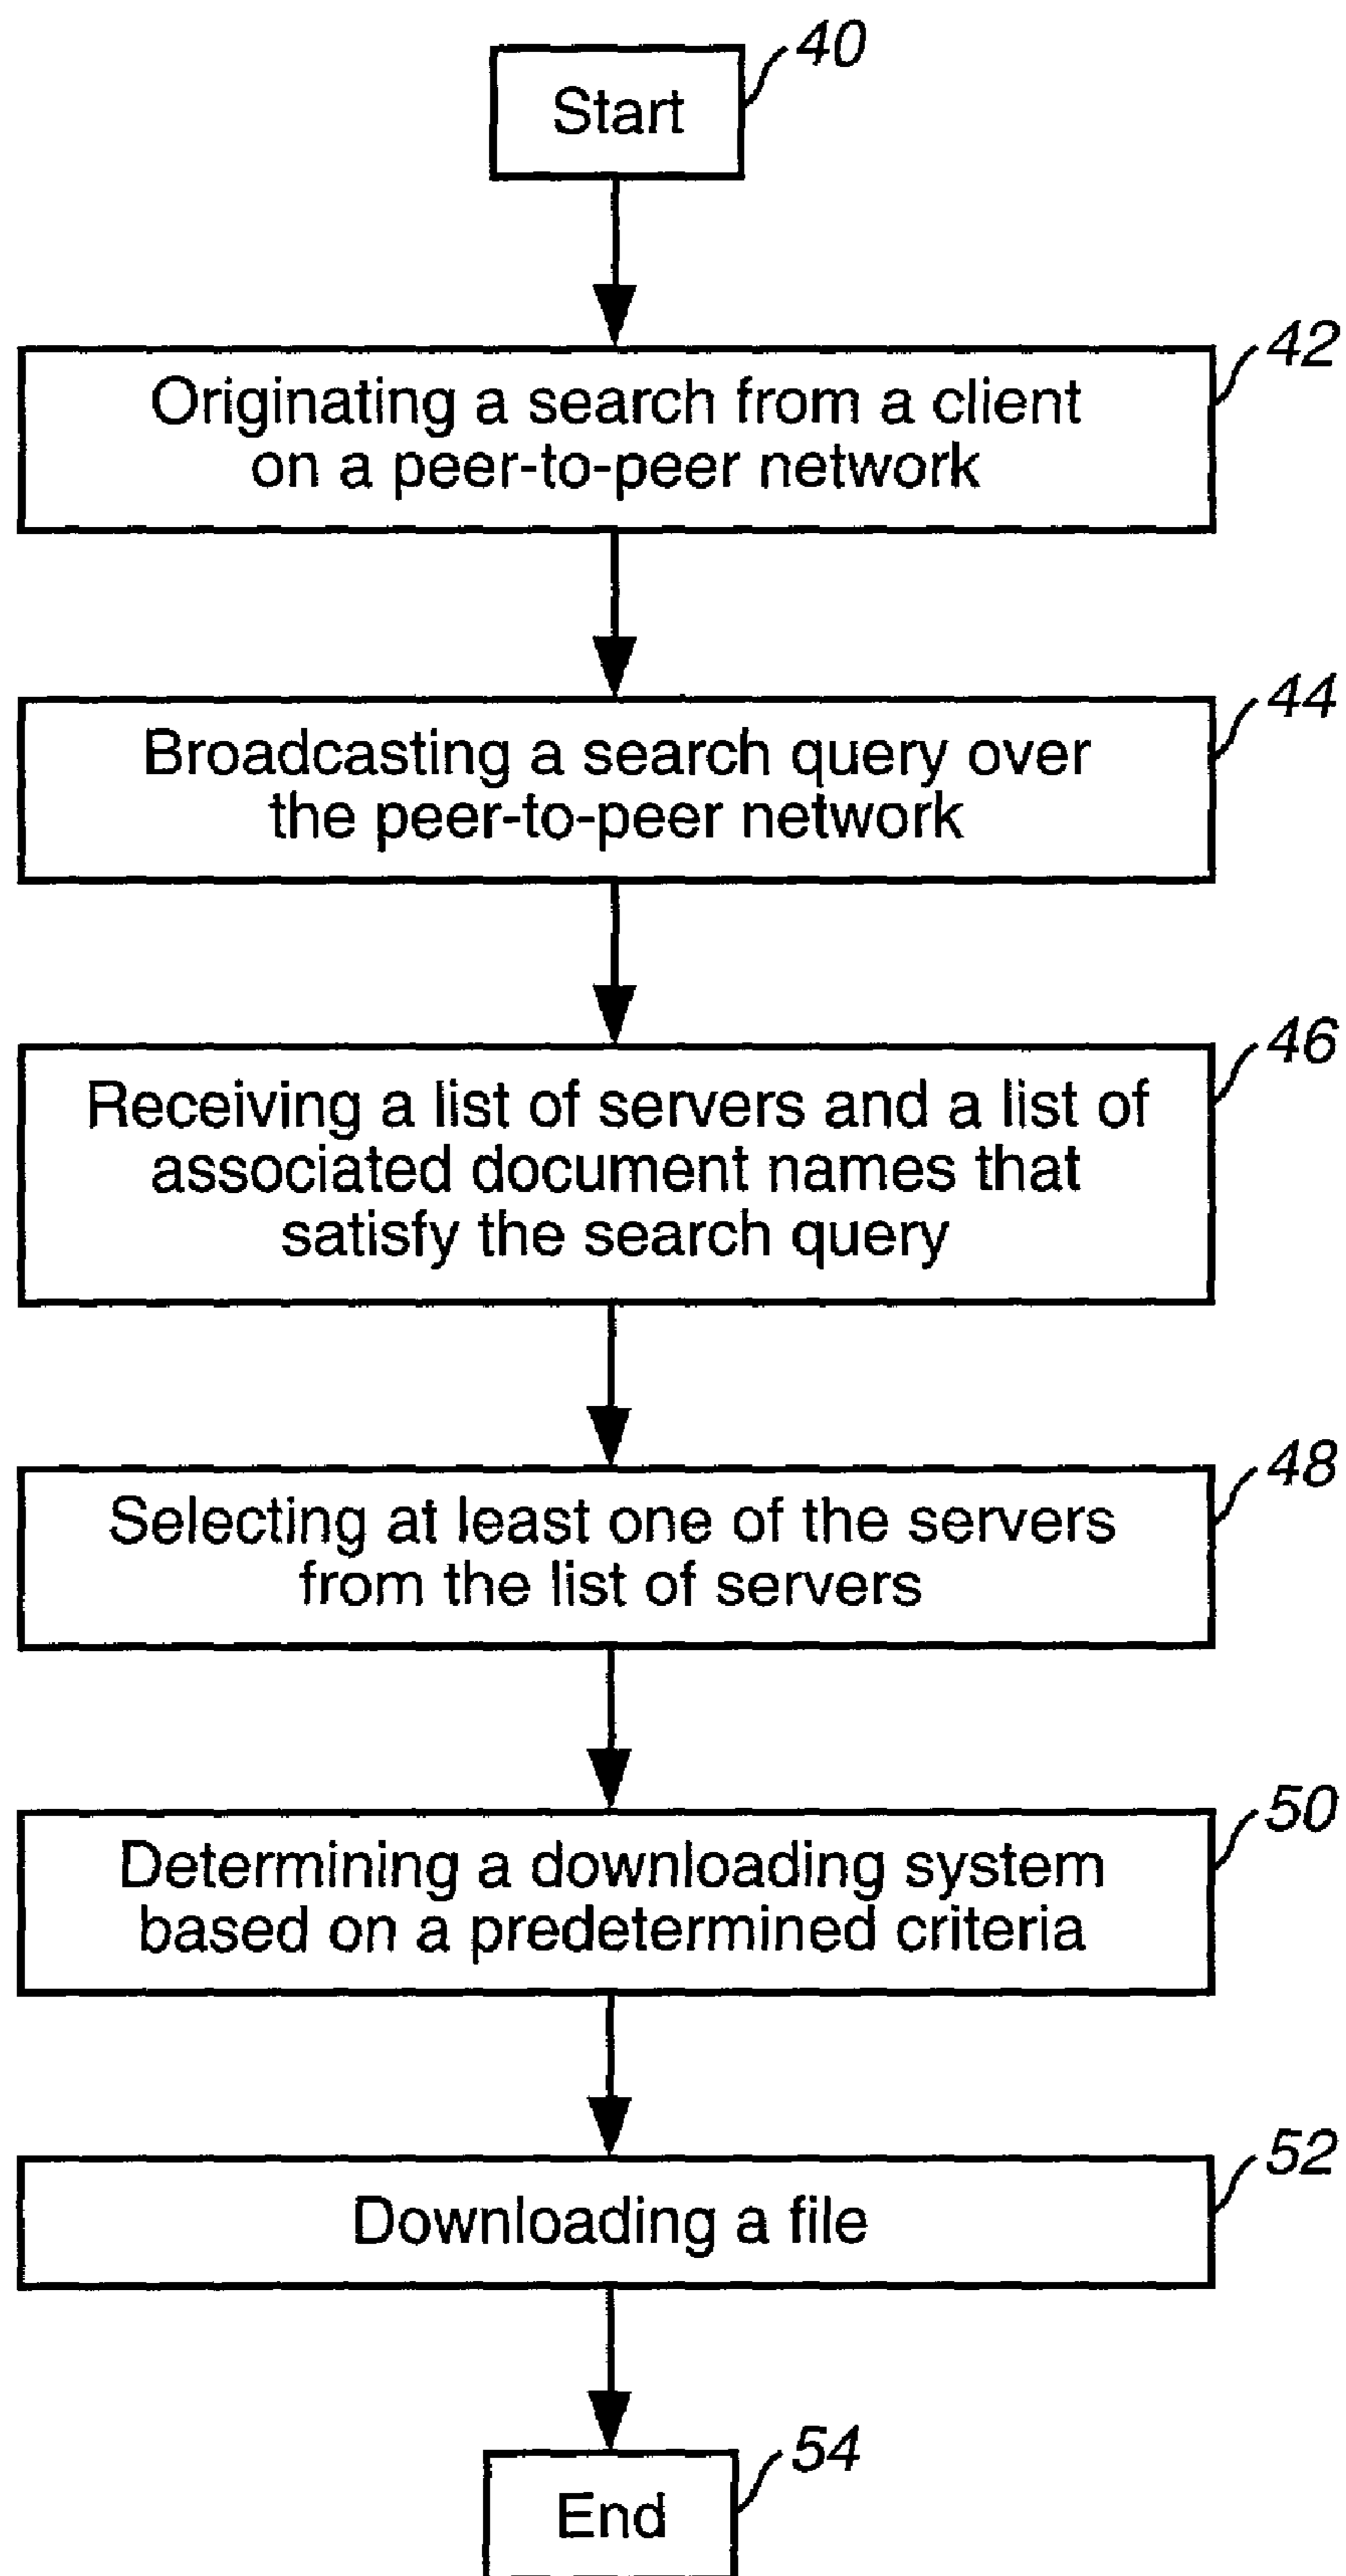 40
Start
42
Originating a search from a client
on a peer-to-peer network
44
Broadcasting a search query over
the peer-to-peer network
46
Receiving a list of servers and a list of
associated document names that
satisfy the search query
48
Selecting at least one of the servers
from the list of servers
50
Determining a downloading system
based on a predetermined criteria
52
Downloading a file
54
End